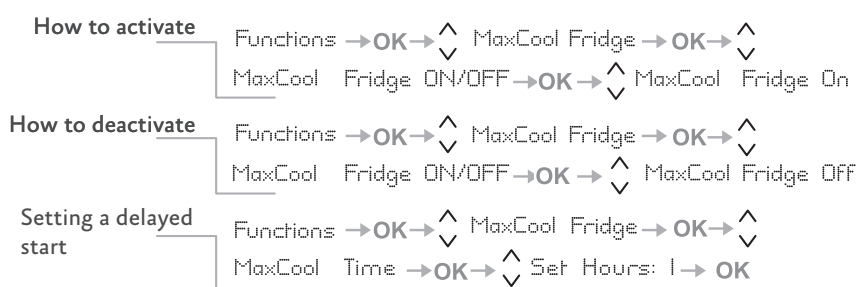 How to activate
Functions → OK → MaxCool Fridge → OK →
MaxCool Fridge ON/OFF → OK → MaxCool Fridge On
How to deactivate
Functions → OK → MaxCool Fridge → OK →
MaxCool Fridge ON/OFF → OK → MaxCool Fridge Off
Setting a delayed
start
Functions → OK → MaxCool Fridge → OK →
MaxCool Time → OK → Set Hours: 1 → OK